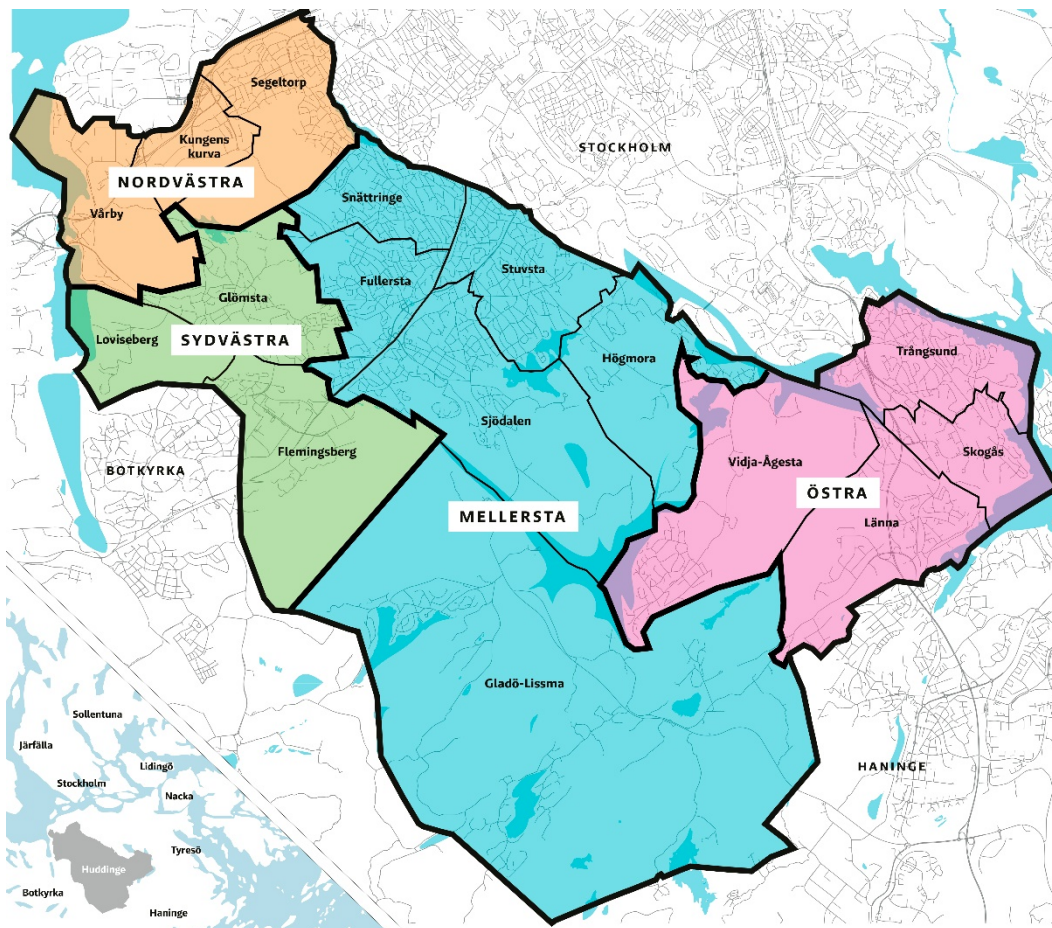 Segeltorp
Kungens
kurva
STOCKHOLM
NORDVÄSTRA
Snättringe
Vårby
Stuvsta
Fullersta
Glömsta
Loviseberg
SYDVÄSTRA
Högmora
Trångsund
Sjödalen
Flemingsberg
Skogås
BOTKYRKA
Vidja-Ågesta
ÖSTRA
MELLERSTA
Länna
Gladö-Lissma
HANINGE
Sollentuna
Järfälla
Lidingö
Stockholm
Nacka
Tyresö
Huddinge
Botkyrka
Haninge